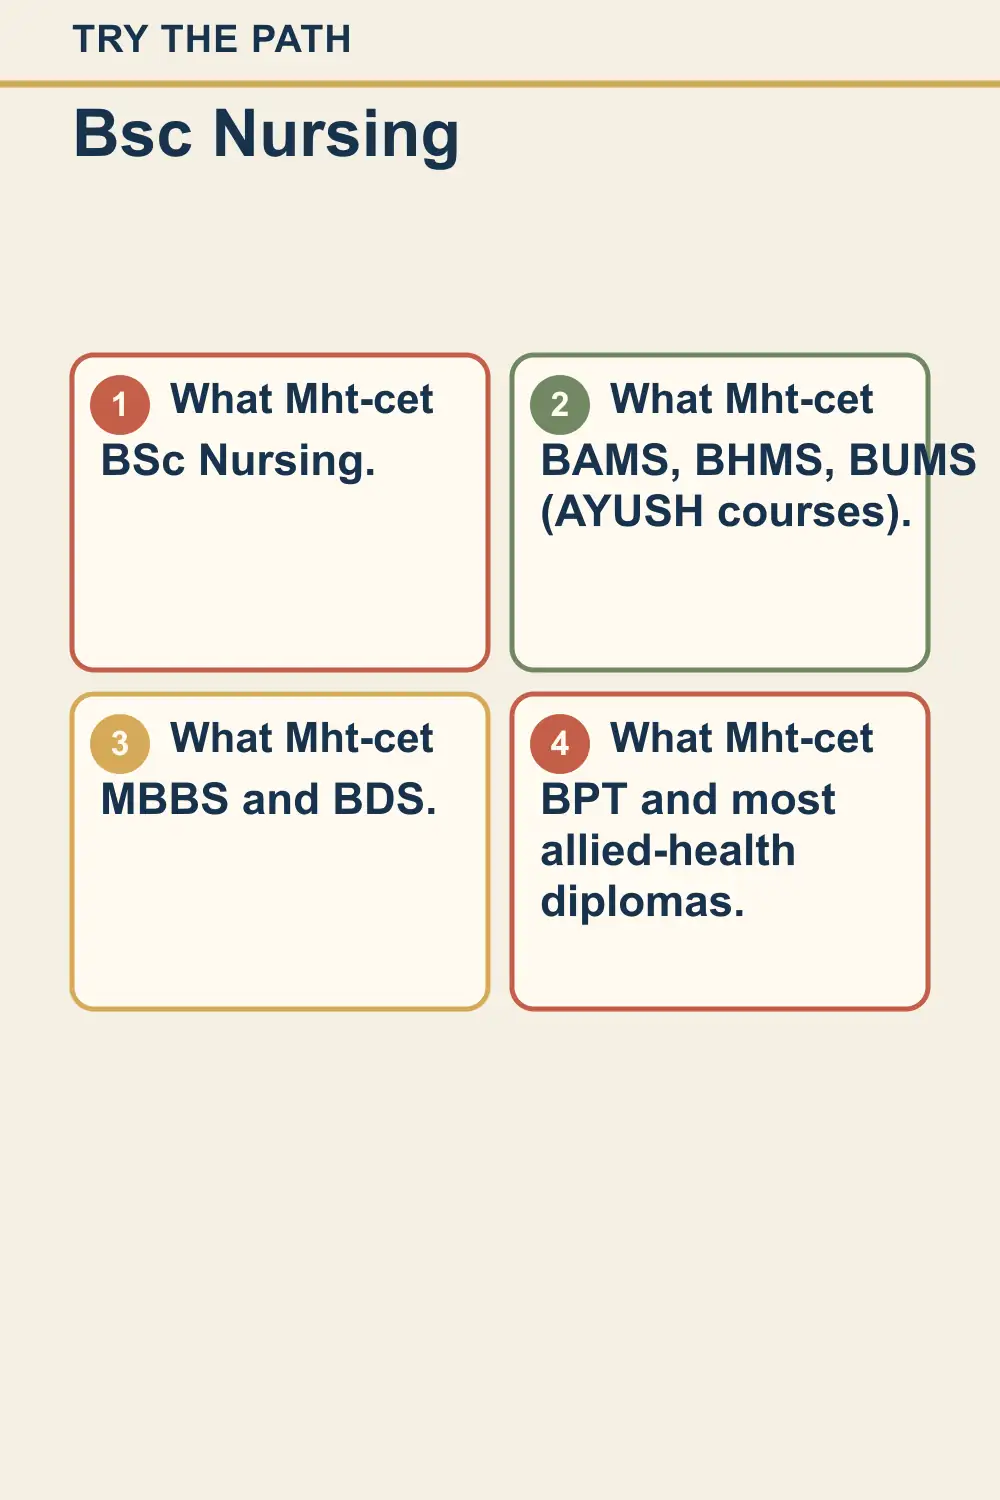 TRY THE PATH
Bsc Nursing
1 What Mht-cet
BSc Nursing.
2 What Mht-cet
BAMS, BHMS, BUMS
(AYUSH courses).
3 What Mht-cet
MBBS and BDS.
4 What Mht-cet
BPT and most
allied-health
diplomas.